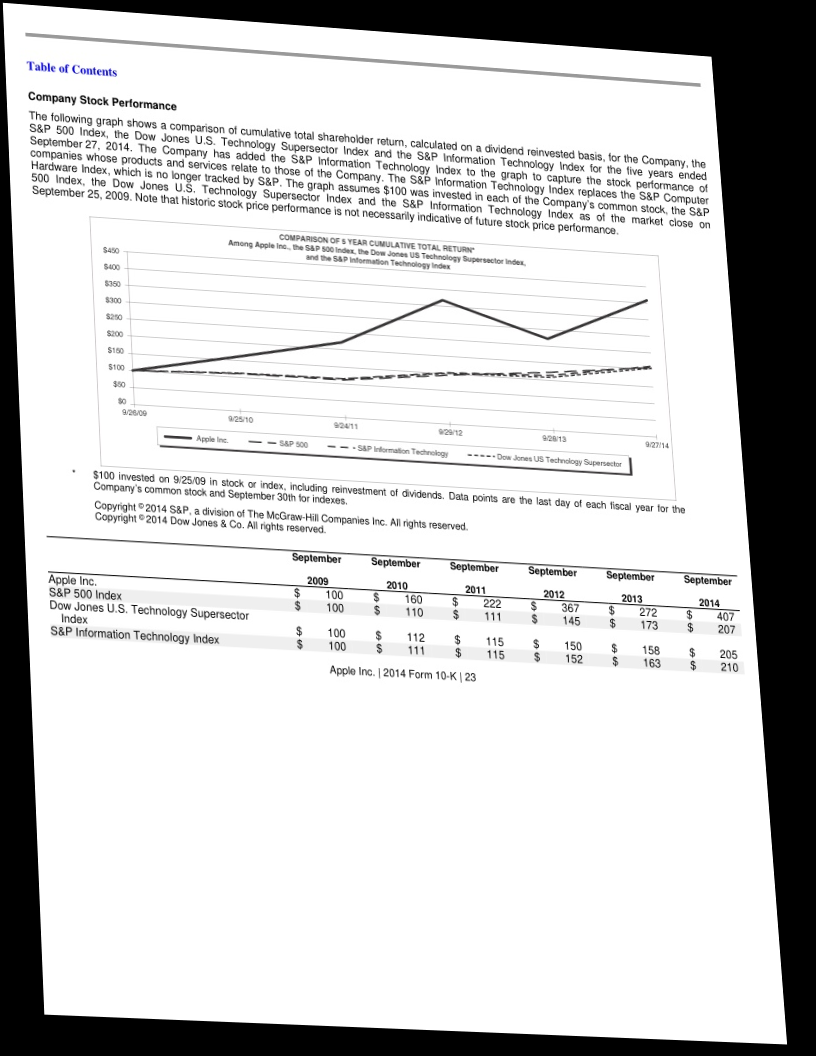 Table of Contents
Company Stock Performance
The following graph shows a comparison of cumulative total shareholder return, calculated on a dividend reinvested basis, for the Company, the
S&P 500 Index, the Dow Jones U.S. Technology Supersector Index and the S&P Information Technology Index for the five years ended
September 27, 2014. The Company has added the S&P Information Technology Index to the graph to capture the stock performance of
companies whose products and services relate to those of the Company. The S&P Information Technology Index replaces the S&P Computer
Hardware Index, which is no longer tracked by S&P. The graph assumes $100 was invested in each of the Company's common stock, the S&P
500 Index, the Dow Jones U.S. Technology Supersector Index and the S&P Information Technology Index as of the market close on
September 25, 2009. Note that historic stock price performance is not necessarily indicative of future stock price performance.
COMPARISON OF 5 YEAR CUMULATIVE TOTAL RETURN*
Among Apple Inc., the S&P 500 Index, the Dow Jones US Technology Supersector Index,
and the S&P Information Technology Index
$450
$400
$350
$300
$250
$200
$150
$100
$50
$0
9/26/09 9/25/10 9/24/11 9/29/12 9/28/13 9/27/14
Apple Inc. S&P 500 S&P Information Technology Dow Jones US Technology Supersector
* $100 invested on 9/25/09 in stock or index, including reinvestment of dividends. Data points are the last day of each fiscal year for the
Company's common stock and September 30th for indexes.
Copyright © 2014 S&P, a division of The McGraw-Hill Companies Inc. All rights reserved.
Copyright © 2014 Dow Jones & Co. All rights reserved.
September September September September September September
2009 2010 2011 2012 2013 2014
Apple Inc. $ 100 $ 160 $ 222 $ 367 $ 272 $ 407
S&P 500 Index $ 100 $ 110 $ 111 $ 145 $ 173 $ 207
Dow Jones U.S. Technology Supersector
Index $ 100 $ 112 $ 115 $ 150 $ 158 $ 205
S&P Information Technology Index $ 100 $ 111 $ 115 $ 152 $ 163 $ 210
Apple Inc. | 2014 Form 10-K | 23